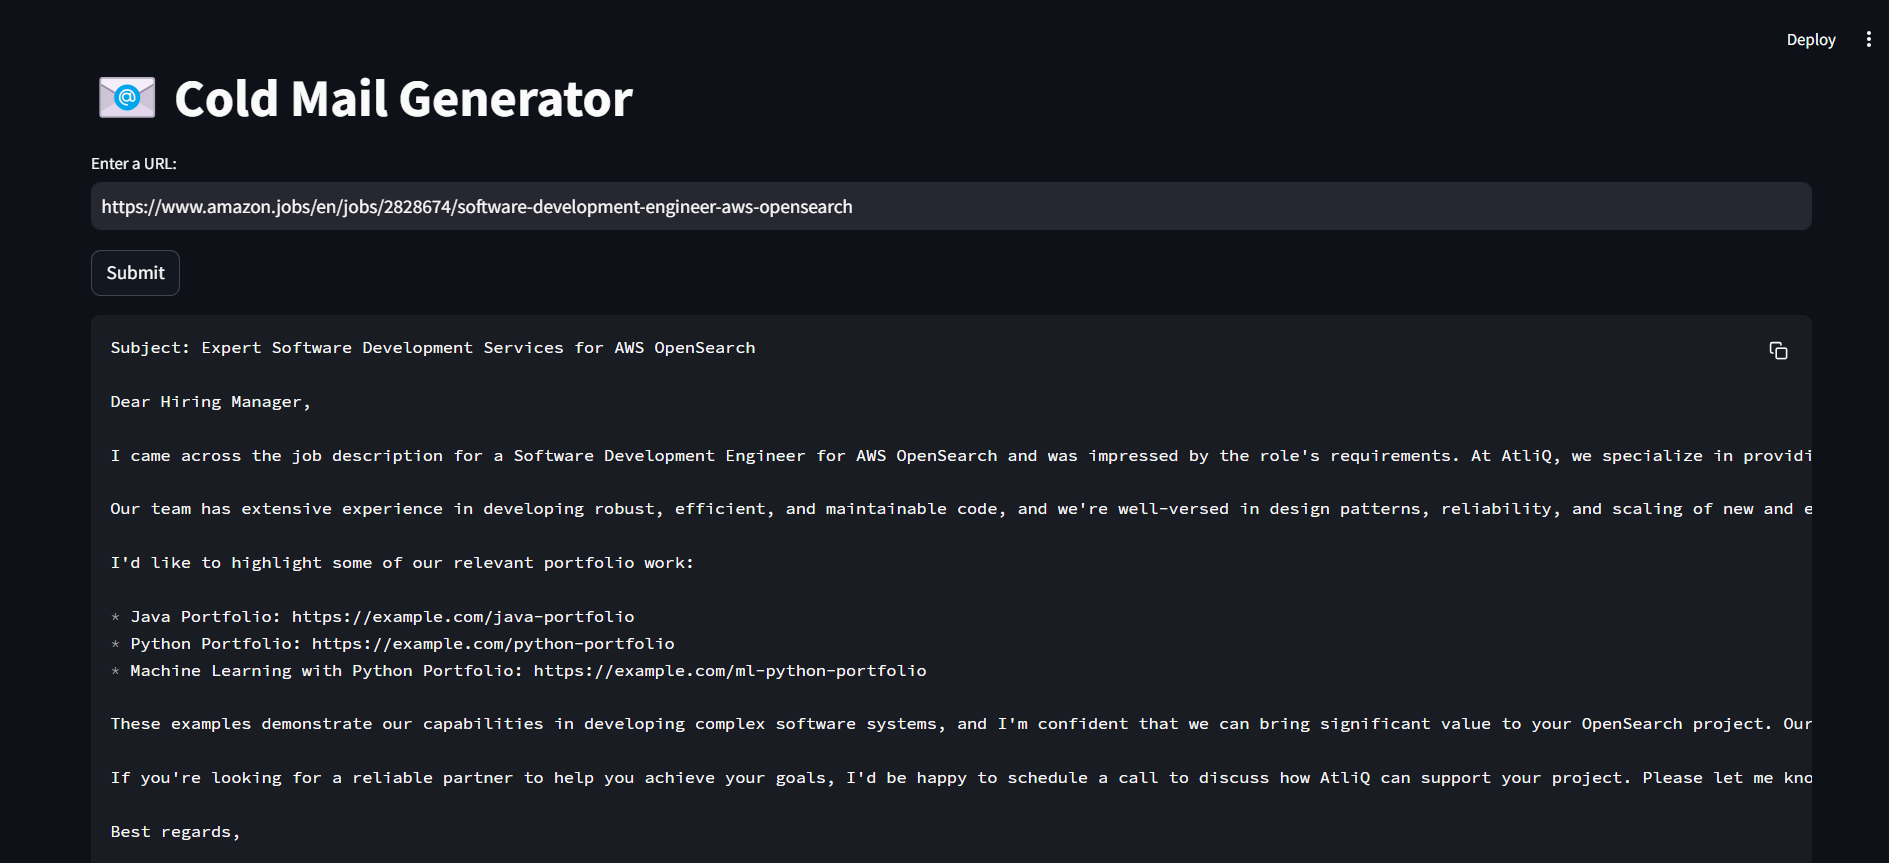 Deploy
Cold Mail Generator
Enter a URL:
https://www.amazon.jobs/en/jobs/2828674/software-development-engineer-aws-opensearch
Submit
Subject: Expert Software Development Services for AWS OpenSearch
Dear Hiring Manager,
I came across the job description for a Software Development Engineer for AWS OpenSearch and was impressed by the role's requirements. At AtliQ, we specialize in providi
Our team has extensive experience in developing robust, efficient, and maintainable code, and we're well-versed in design patterns, reliability, and scaling of new and e
I'd like to highlight some of our relevant portfolio work:
* Java Portfolio: https://example.com/java-portfolio
* Python Portfolio: https://example.com/python-portfolio
* Machine Learning with Python Portfolio: https://example.com/ml-python-portfolio
These examples demonstrate our capabilities in developing complex software systems, and I'm confident that we can bring significant value to your OpenSearch project. Our
If you're looking for a reliable partner to help you achieve your goals, I'd be happy to schedule a call to discuss how AtliQ can support your project. Please let me kno
Best regards,